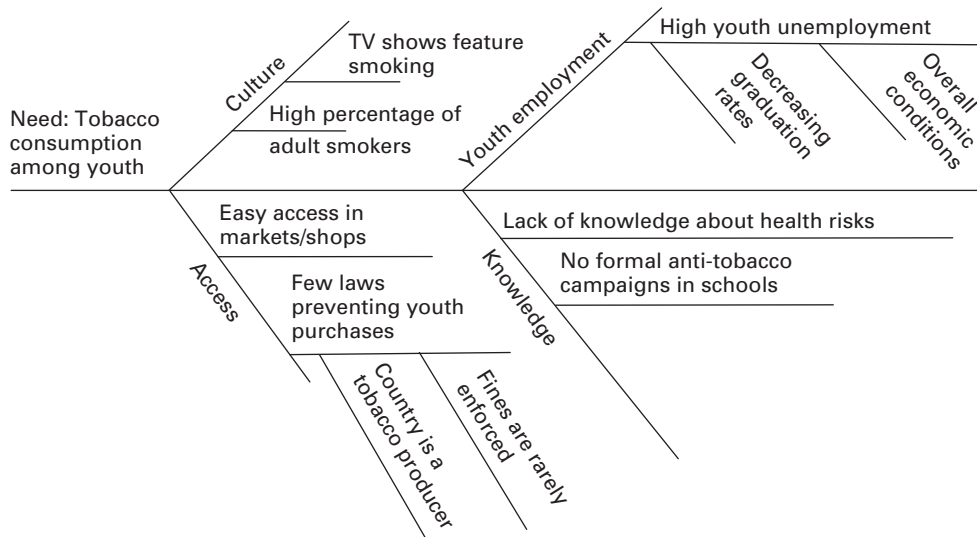 Need: Tobacco
consumption
among youth
Culture
TV shows feature
smoking
High percentage of
adult smokers
Youth employment
High youth unemployment
Decreasing
graduation
rates
Overall
economic
conditions
Access
Easy access in
markets/shops
Few laws
preventing youth
purchases
Country is a
tobacco producer
Fines are rarely
enforced
Knowledge
Lack of knowledge about health risks
No formal anti-tobacco
campaigns in schools